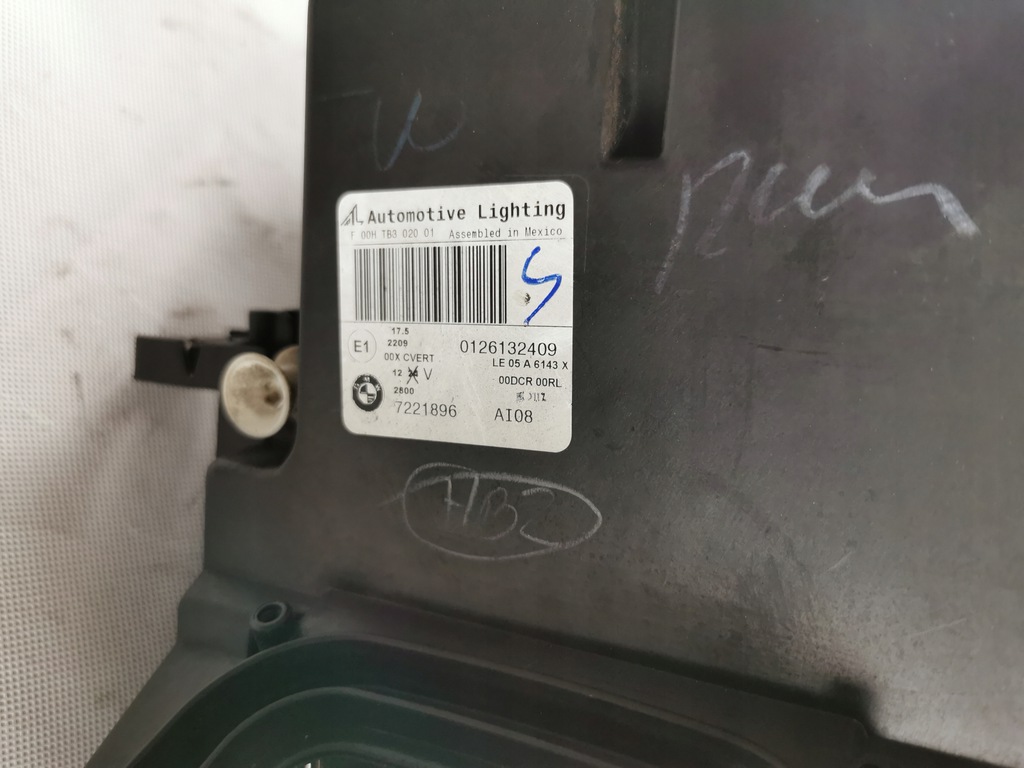 Automotive Lighting
F 00H TB3 020 01 Assembled in Mexico
S
17.5
E1 2209 0126132409
00X CVERT LE 05 A 6143 X
12 V 00DCR 00RL
2800
7221896 AI08